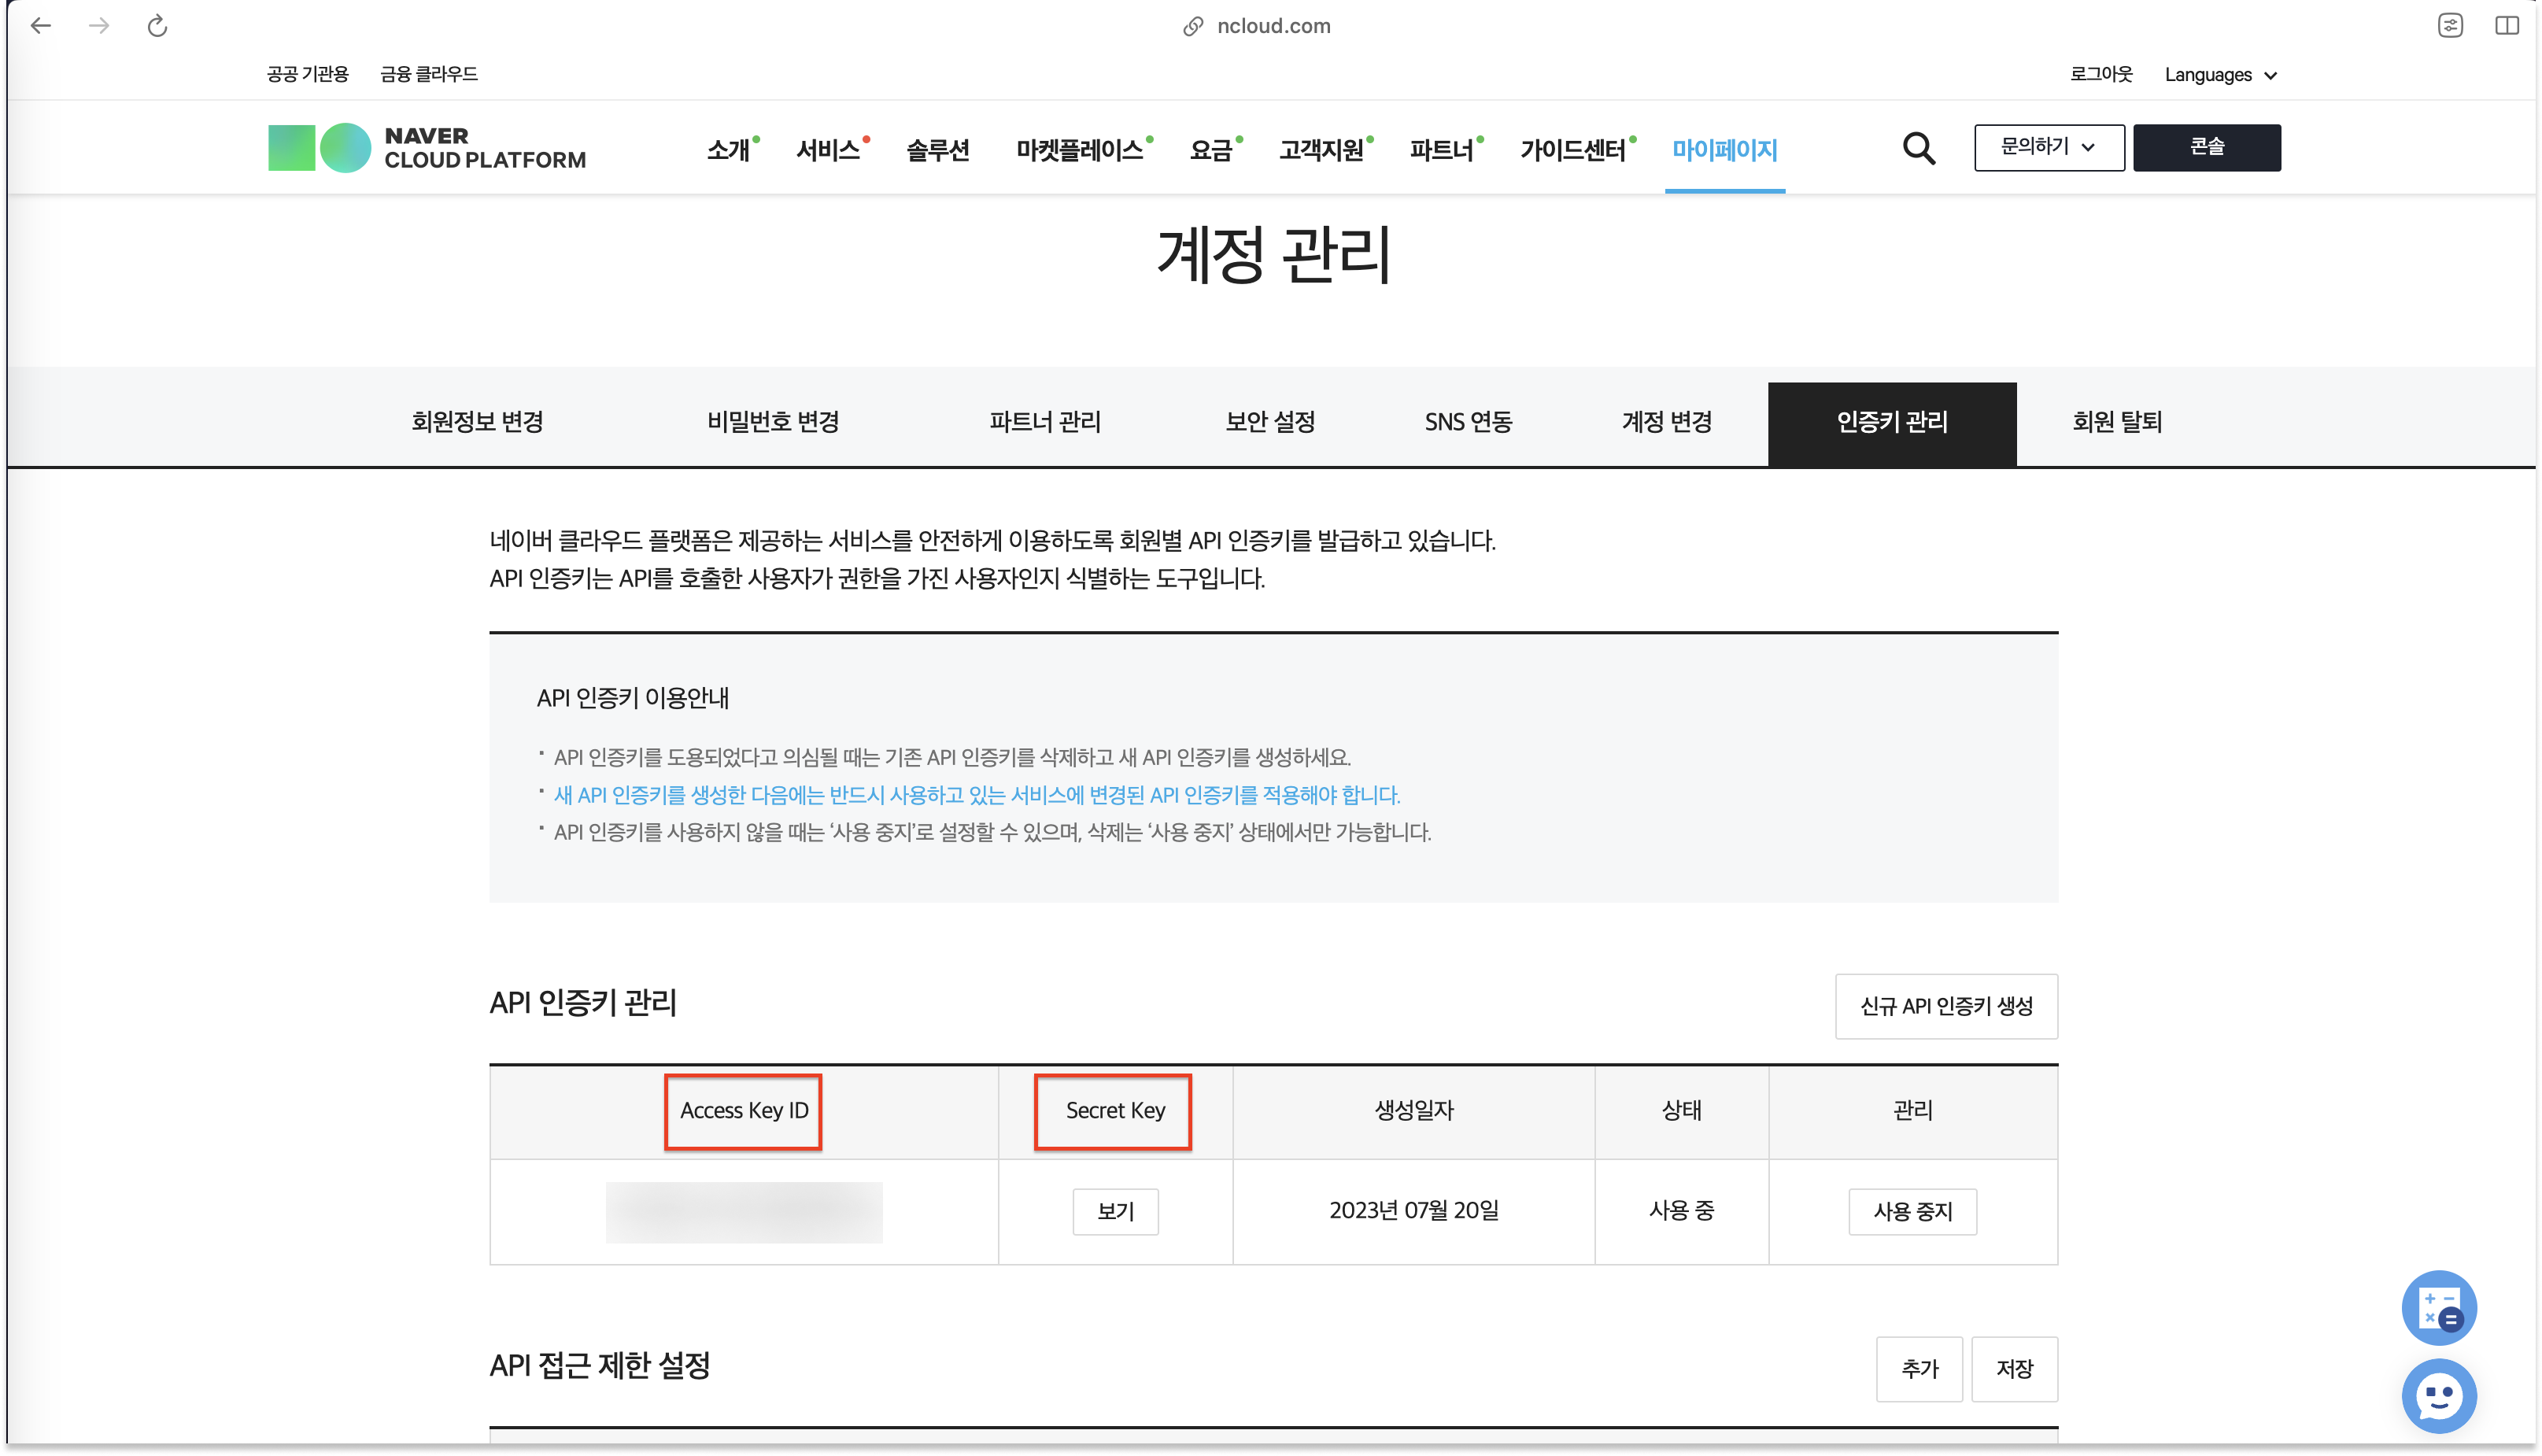 ncloud.com
공공 기관용 금융 클라우드 로그아웃 Languages
NAVER
CLOUD PLATFORM
소개 서비스 솔루션 마켓플레이스 요금 고객지원 파트너 가이드센터 마이페이지 문의하기 콘솔
계정 관리
회원정보 변경 비밀번호 변경 파트너 관리 보안 설정 SNS 연동 계정 변경 인증키 관리 회원 탈퇴
네이버 클라우드 플랫폼은 제공하는 서비스를 안전하게 이용하도록 회원별 API 인증키를 발급하고 있습니다.
API 인증키는 API를 호출한 사용자가 권한을 가진 사용자인지 식별하는 도구입니다.
API 인증키 이용안내
· API 인증키를 도용되었다고 의심될 때는 기존 API 인증키를 삭제하고 새 API 인증키를 생성하세요.
· 새 API 인증키를 생성한 다음에는 반드시 사용하고 있는 서비스에 변경된 API 인증키를 적용해야 합니다.
· API 인증키를 사용하지 않을 때는 ‘사용 중지’로 설정할 수 있으며, 삭제는 ‘사용 중지’ 상태에서만 가능합니다.
API 인증키 관리 신규 API 인증키 생성
Access Key ID Secret Key 생성일자 상태 관리
보기 2023년 07월 20일 사용 중 사용 중지
API 접근 제한 설정 추가 저장